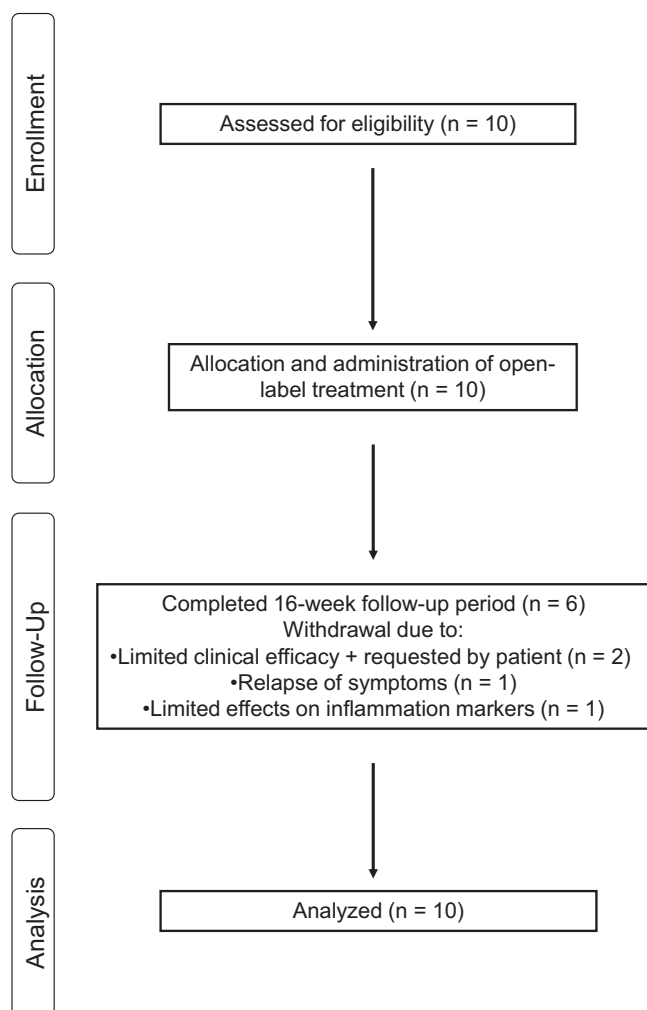 Enrollment
Assessed for eligibility (n = 10)
Allocation
Allocation and administration of open-
label treatment (n = 10)
Follow-Up
Completed 16-week follow-up period (n = 6)
Withdrawal due to:
•Limited clinical efficacy + requested by patient (n = 2)
•Relapse of symptoms (n = 1)
•Limited effects on inflammation markers (n = 1)
Analysis
Analyzed (n = 10)